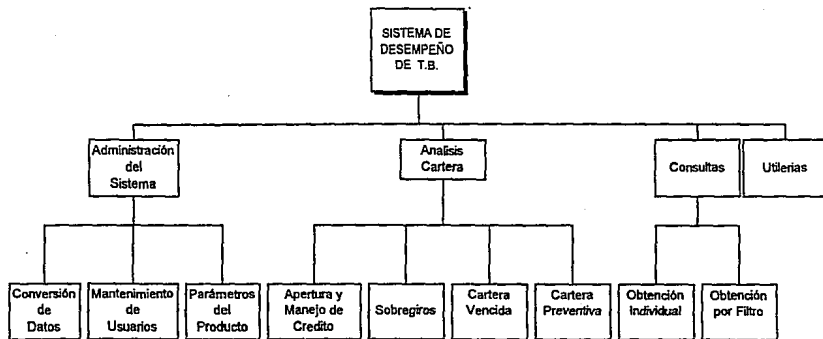 SISTEMA DE
DESEMPEÑO
DE T.B.
Administración
del
Sistema
Analisis
Cartera
Consultas
Utilerias
Conversión
de
Datos
Mantenimiento
de
Usuarios
Parámetros
del
Producto
Apertura y
Manejo de
Credito
Sobregiros
Cartera
Vencida
Cartera
Preventiva
Obtención
Individual
Obtención
por Filtro